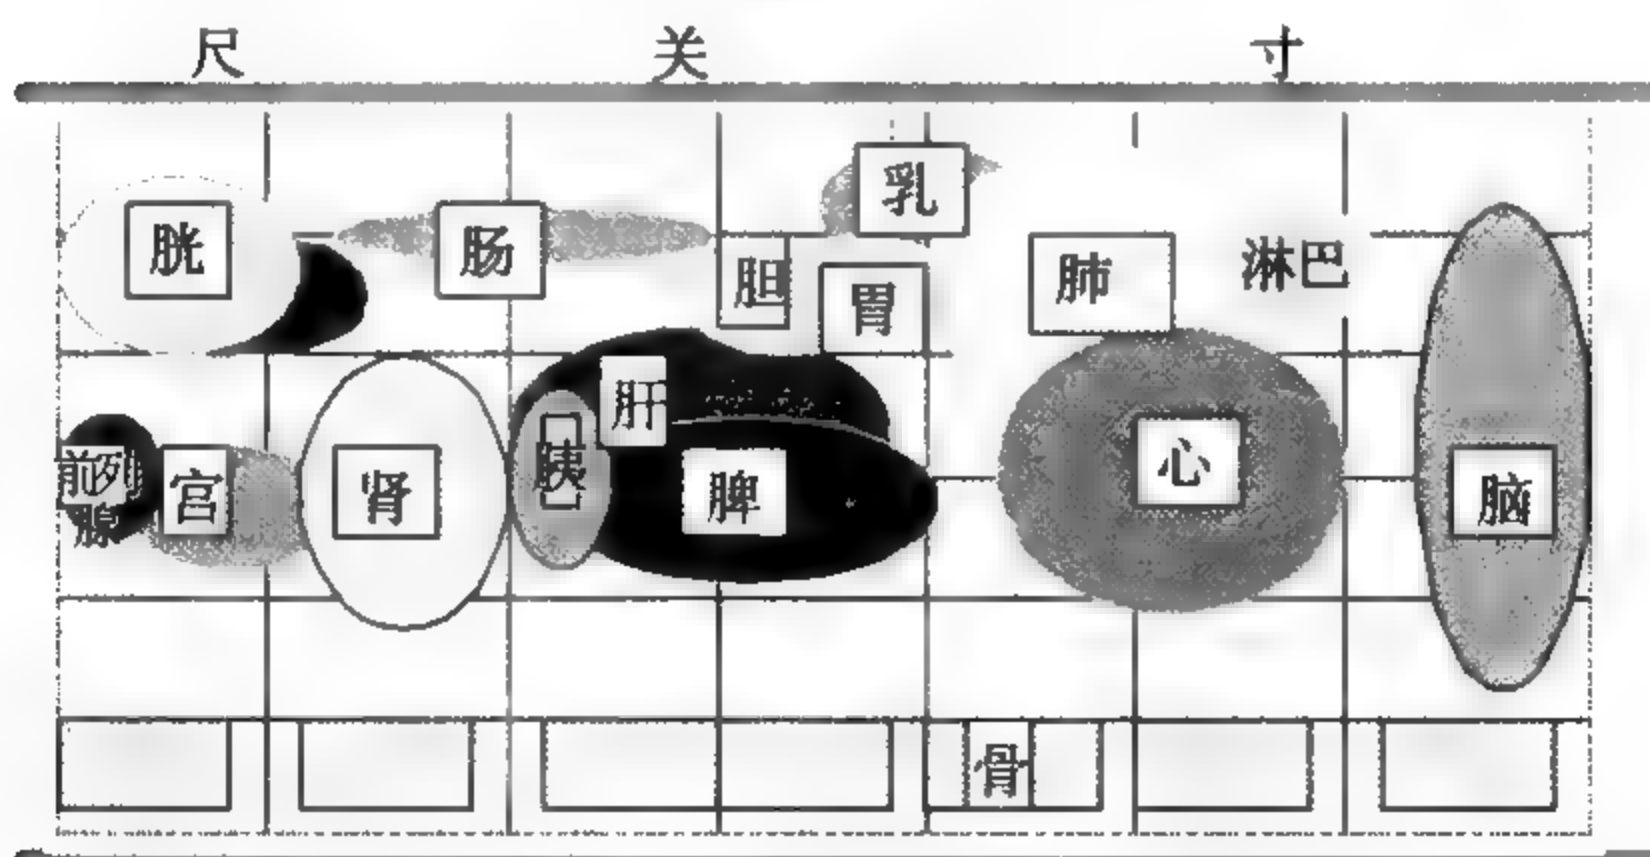 尺 关 寸
乳
胱 肠 胆 胃 肺 淋巴
肝
前列腺 宫 肾 胰 脾 心 脑
骨